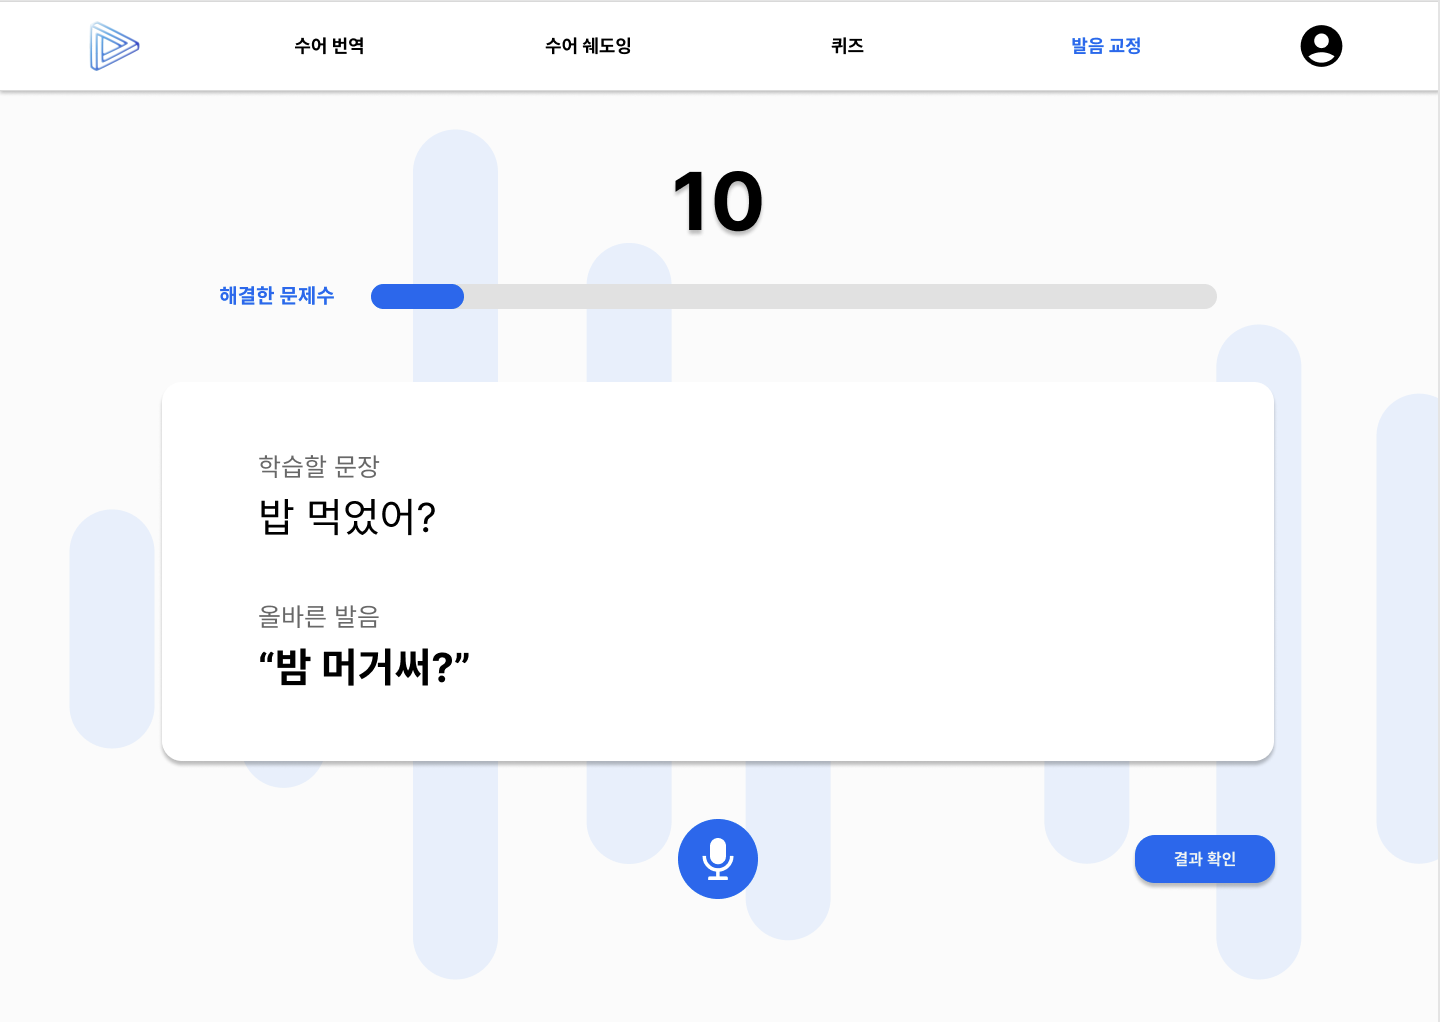 수어 번역 수어 쉐도잉 퀴즈 발음 교정
10
해결한 문제수
학습할 문장
밥 먹었어?
올바른 발음
“밤 머거써?”
결과 확인